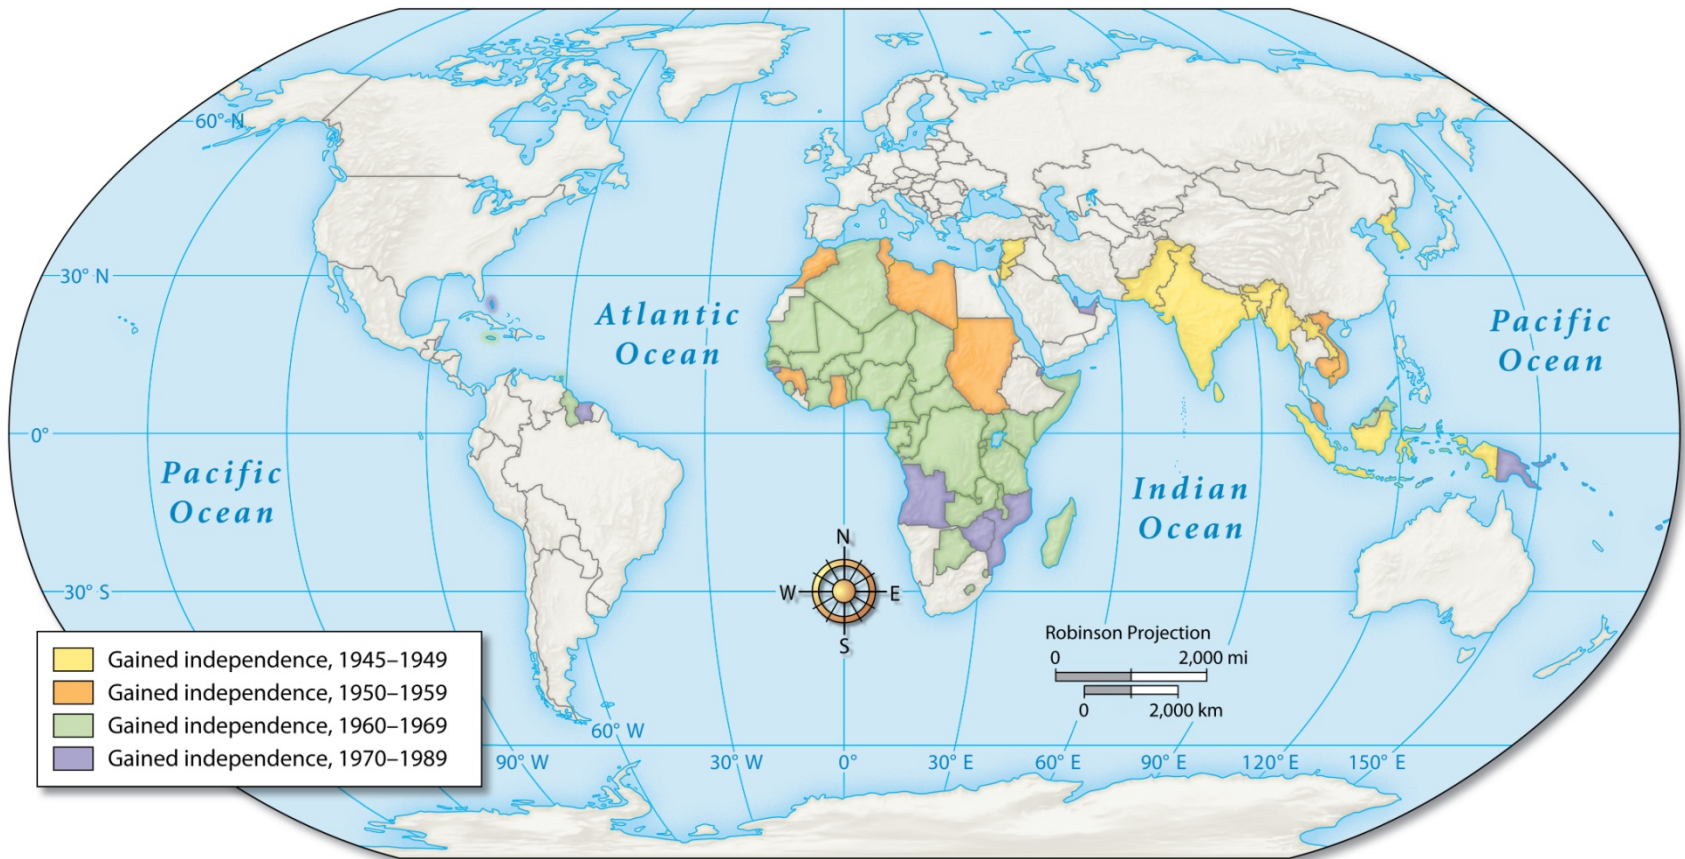 60° N
30° N
0°
30° S
Atlantic
Ocean
Pacific
Ocean
Pacific
Ocean
Indian
Ocean
N
W
E
S
Robinson Projection
0
2,000 mi
0
2,000 km
Gained independence, 1945–1949
Gained independence, 1950–1959
Gained independence, 1960–1969
Gained independence, 1970–1989
60° W
90° W
30° W
0°
30° E
60° E
90° E
120° E
150° E